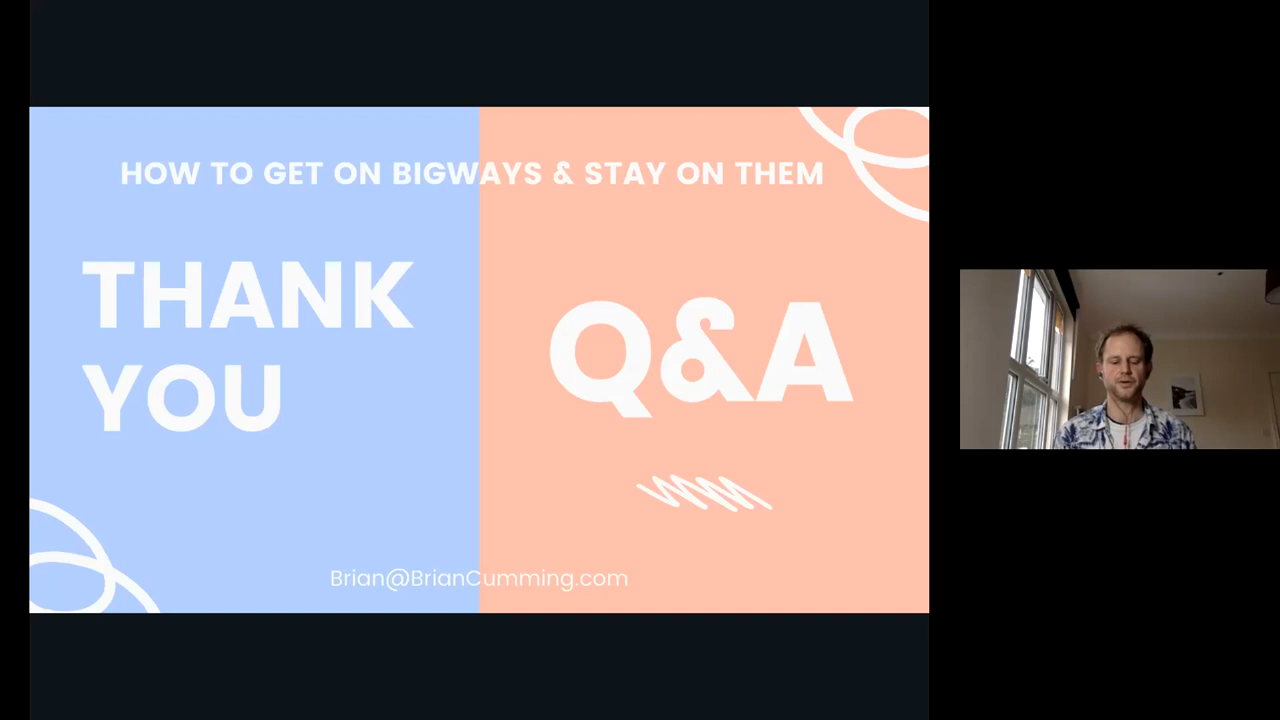 HOW TO GET ON BIGWAYS & STAY ON THEM
THANK
YOU
Q&A
Brian@BrianCumming.com